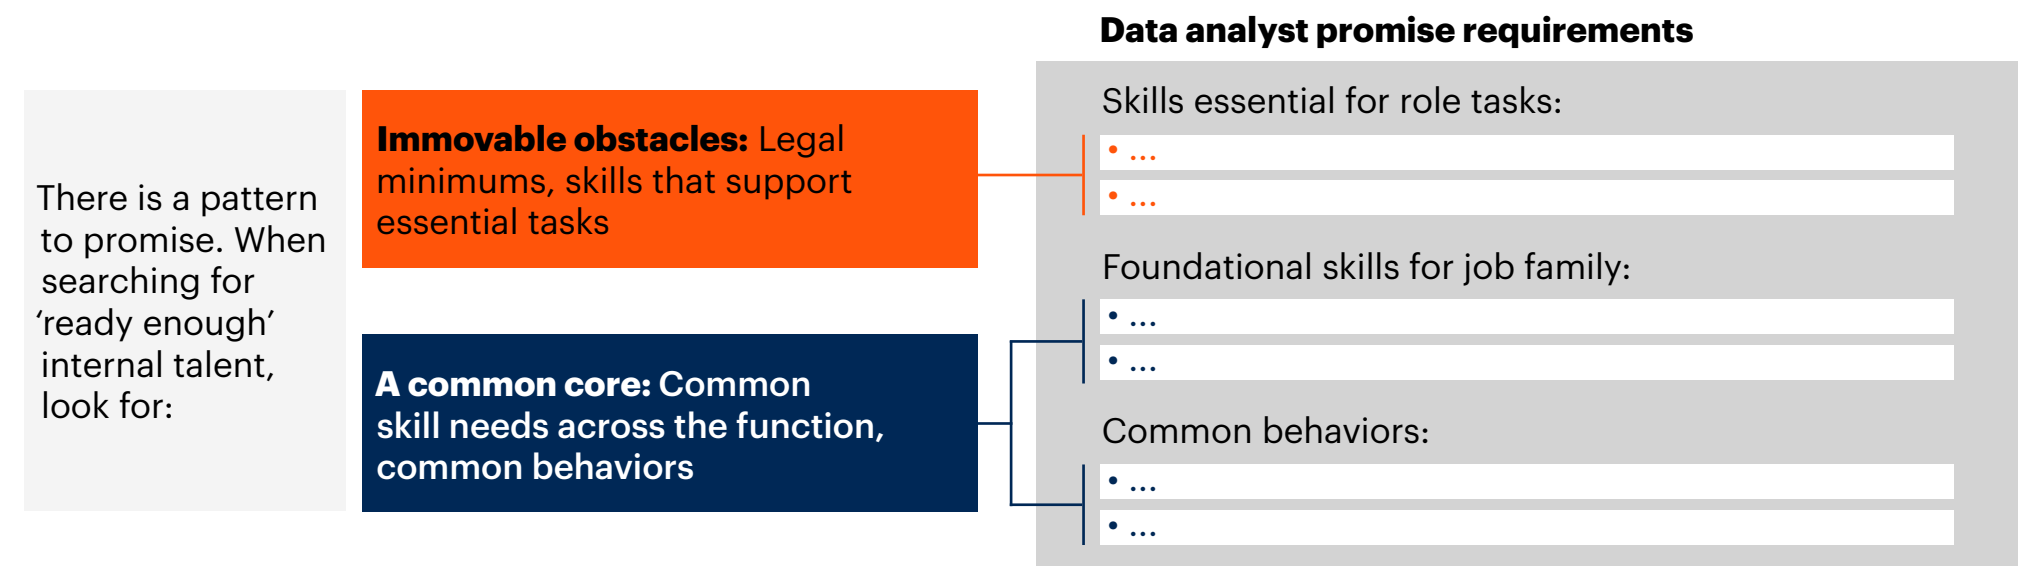 Data analyst promise requirements
There is a pattern
to promise. When
searching for
‘ready enough’
internal talent,
look for:
Immovable obstacles: Legal
minimums, skills that support
essential tasks
A common core: Common
skill needs across the function,
common behaviors
Skills essential for role tasks:
• ...
• ...
Foundational skills for job family:
• ...
• ...
Common behaviors:
• ...
• ...